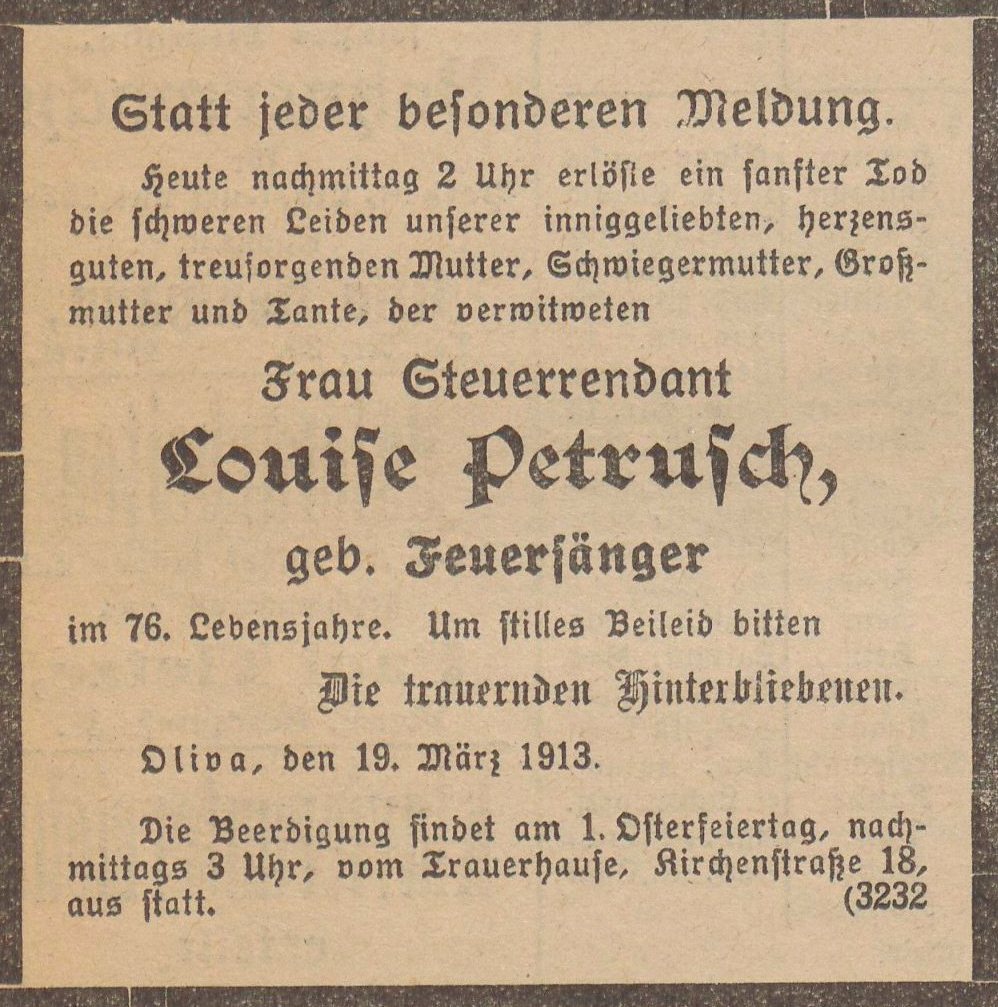 Statt jeder besonderen Meldung.
Heute nachmittag 2 Uhr erlöste ein sanfter Tod
die schweren Leiden unserer inniggeliebten, herzens-
guten, treusorgenden Mutter, Schwiegermutter, Groß-
mutter und Tante, der verwitweten
Frau Steuerrendant
Louise Petrusch,
geb. Feuersänger
im 76. Lebensjahre. Um stilles Beileid bitten
Die trauernden Hinterbliebenen.
Oliva, den 19. März 1913.
Die Beerdigung findet am 1. Osterfeiertag, nach-
mittags 3 Uhr, vom Trauerhause, Kirchenstraße 18,
aus statt. (3232